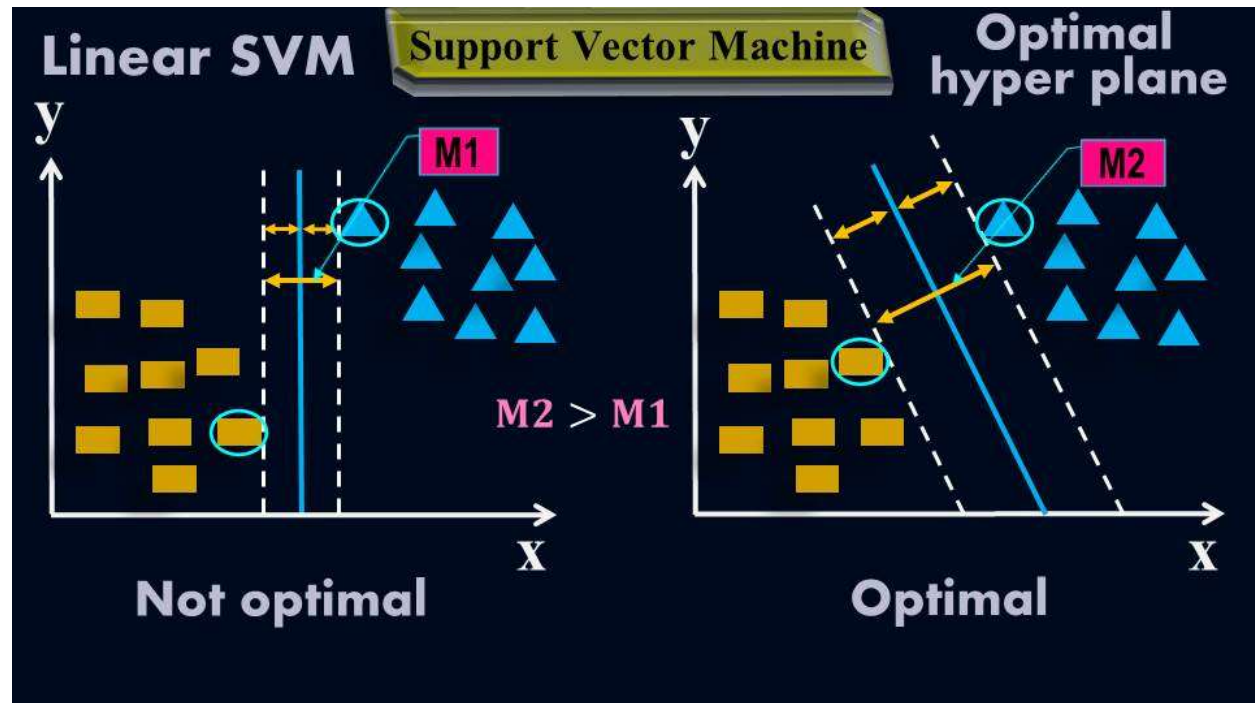 Linear SVM
Support Vector Machine
Optimal
hyper plane
y
M1
y
M2
M2 > M1
x
x
Not optimal
Optimal